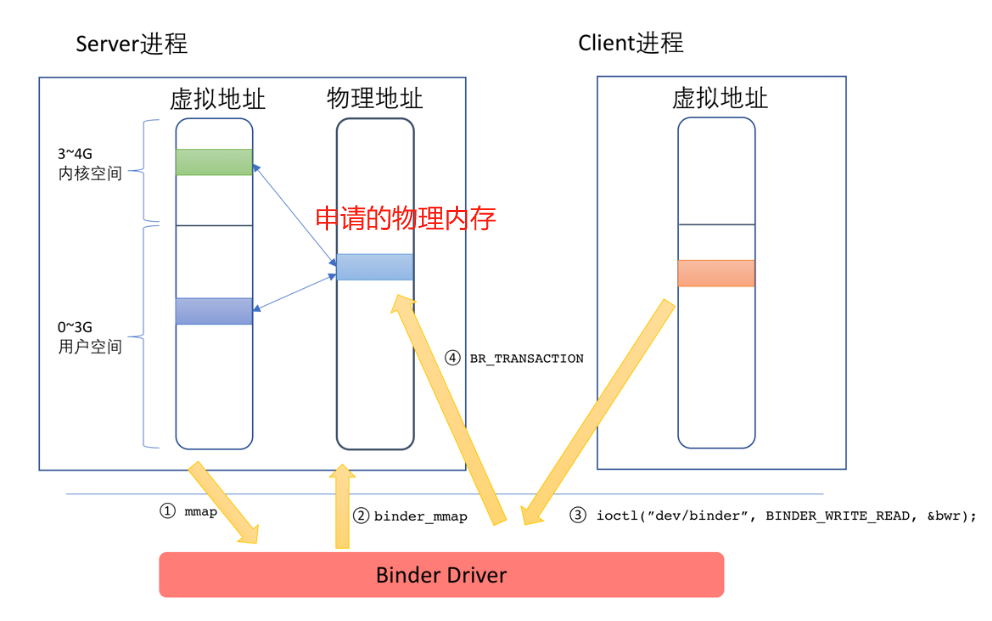 Server进程
Client进程
虚拟地址
物理地址
虚拟地址
3~4G
内核空间
申请的物理内存
0~3G
用户空间
④ BR_TRANSACTION
① mmap
② binder_mmap
③ ioctl(”dev/binder”, BINDER_WRITE_READ, &bwr);
Binder Driver